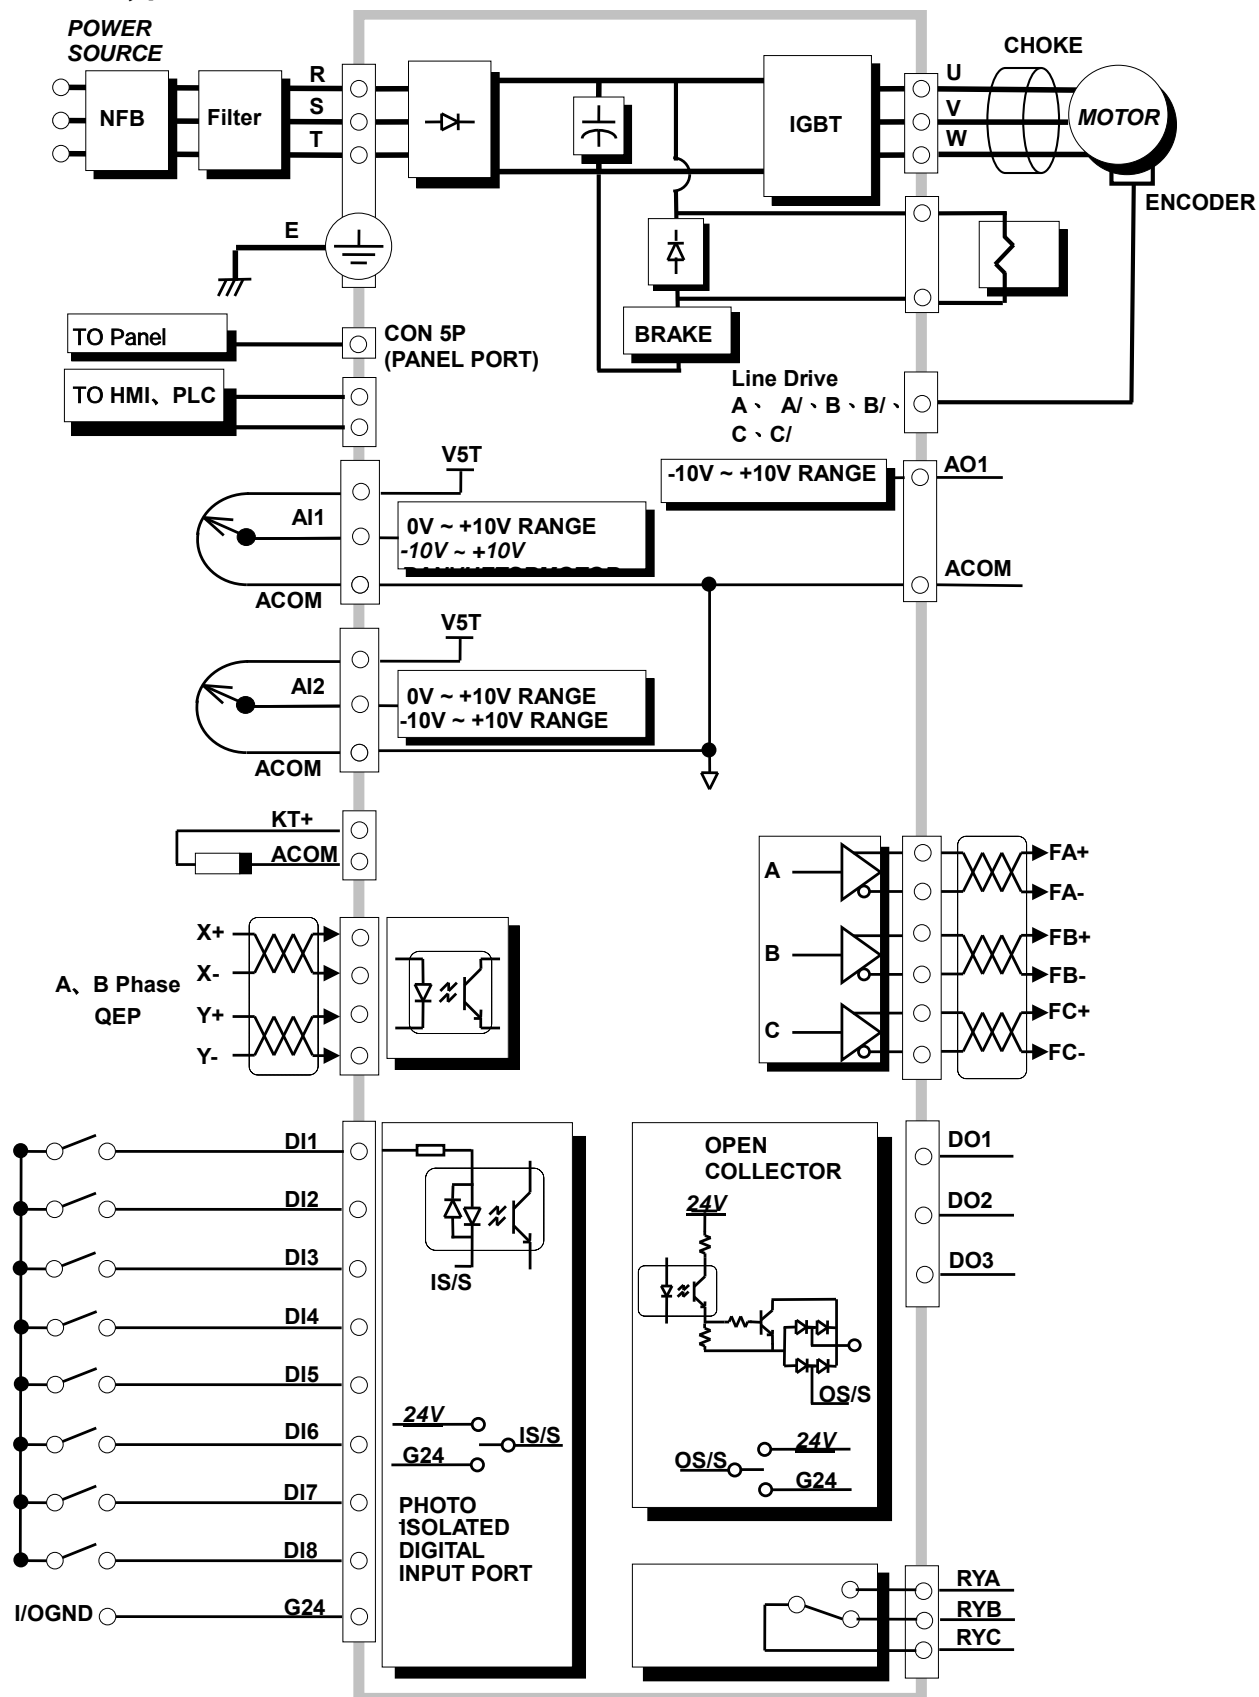 POWER
SOURCE
NFB
Filter
R
S
T
E
IGBT
U
V
W
CHOKE
MOTOR
ENCODER
BRAKE
TO Panel
CON 5P
(PANEL PORT)
TO HMI、PLC
Line Drive
A、 A/、B、B/、
C、C/
V5T
AI1
0V ~ +10V RANGE
-10V ~ +10V
ACOM
-10V ~ +10V RANGE
AO1
ACOM
V5T
AI2
0V ~ +10V RANGE
-10V ~ +10V RANGE
ACOM
KT+
ACOM
A
B
C
FA+
FA-
FB+
FB-
FC+
FC-
A、B Phase
QEP
X+
X-
Y+
Y-
DI1
DI2
DI3
DI4
DI5
DI6
DI7
DI8
I/OGND
G24
IS/S
24V
G24
IS/S
PHOTO
ISOLATED
DIGITAL
INPUT PORT
OPEN
COLLECTOR
24V
OS/S
OS/S
24V
G24
DO1
DO2
DO3
RYA
RYB
RYC